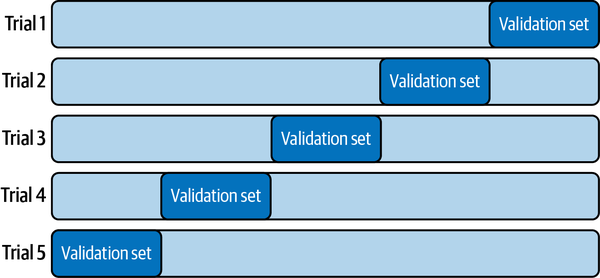 Trial 1 Validation set
Trial 2 Validation set
Trial 3 Validation set
Trial 4 Validation set
Trial 5 Validation set